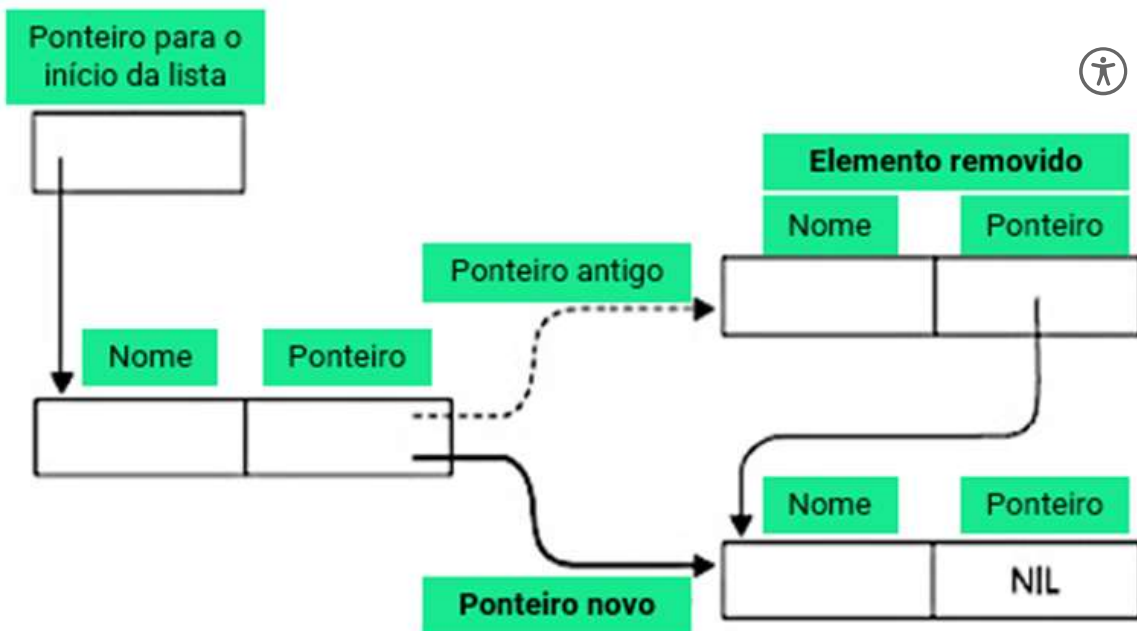 Ponteiro para o
início da lista
Elemento removido
Nome
Ponteiro
Ponteiro antigo
Nome
Ponteiro
Nome
Ponteiro
NIL
Ponteiro novo